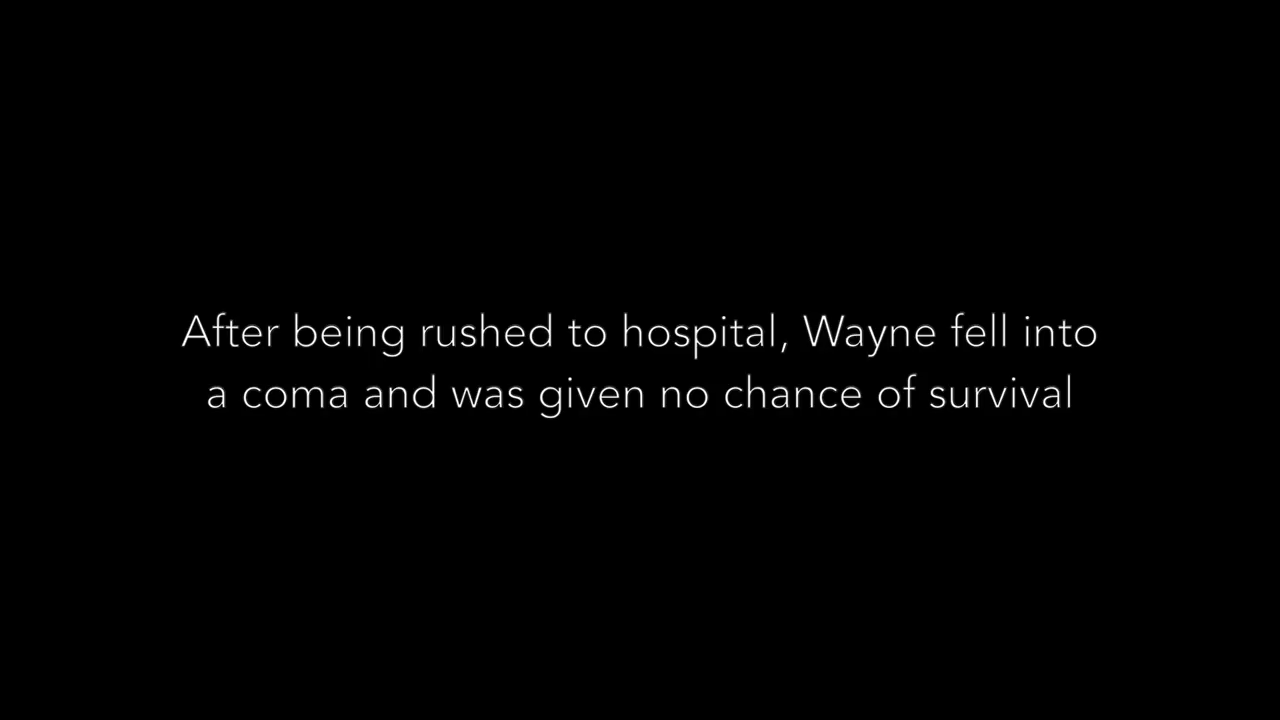 After being rushed to hospital, Wayne fell into
a coma and was given no chance of survival